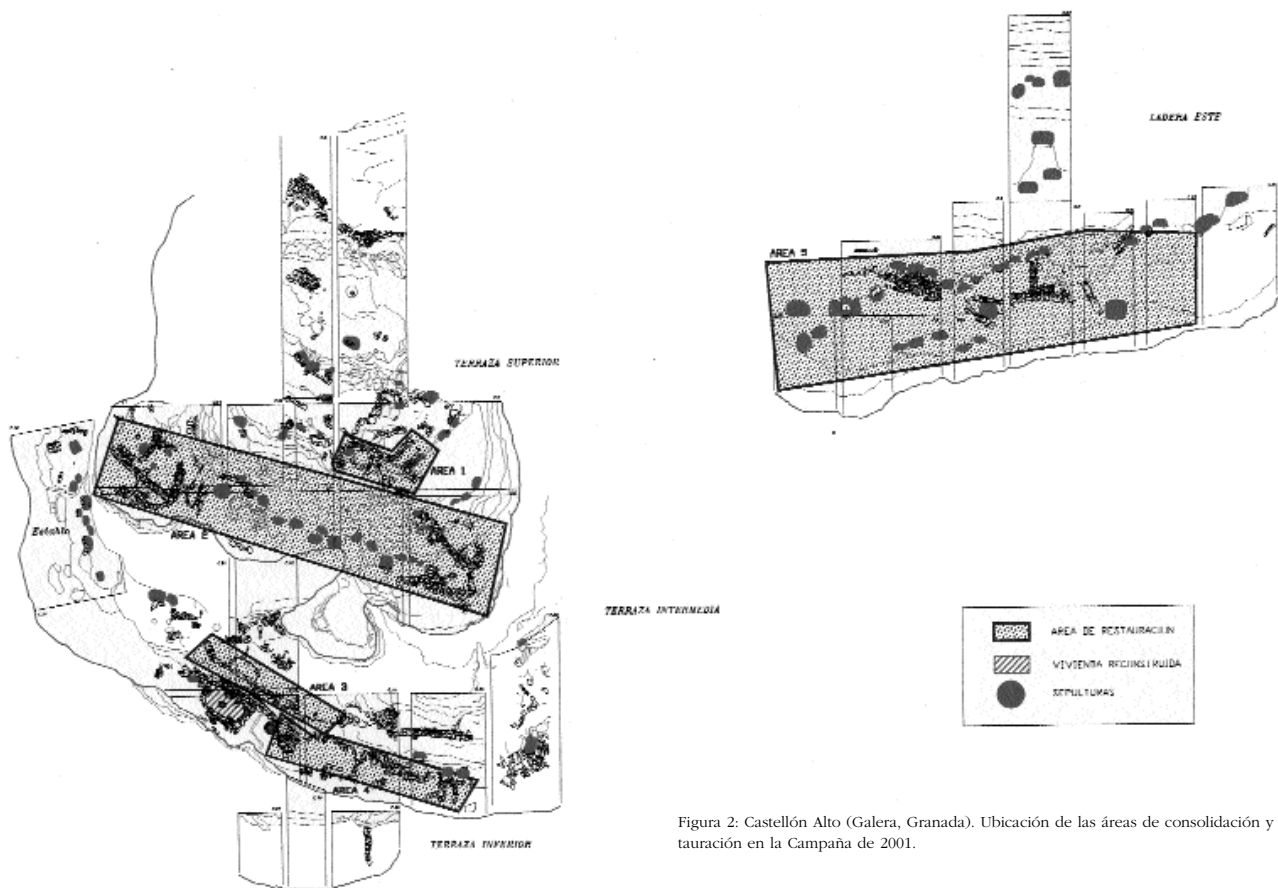 LADERA ESTE
AREA 5
TERRAZA SUPERIOR
AREA 1
AREA 2
Establo
TERRAZA INTERMEDIA
AREA 3
AREA 4
TERRAZA INFERIOR
AREA DE RESTAURACIIN
VIVIENDA RECONSTRUIDA
SEPULTURAS
Figura 2: Castellón Alto (Galera, Granada). Ubicación de las áreas de consolidación y
tauración en la Campaña de 2001.